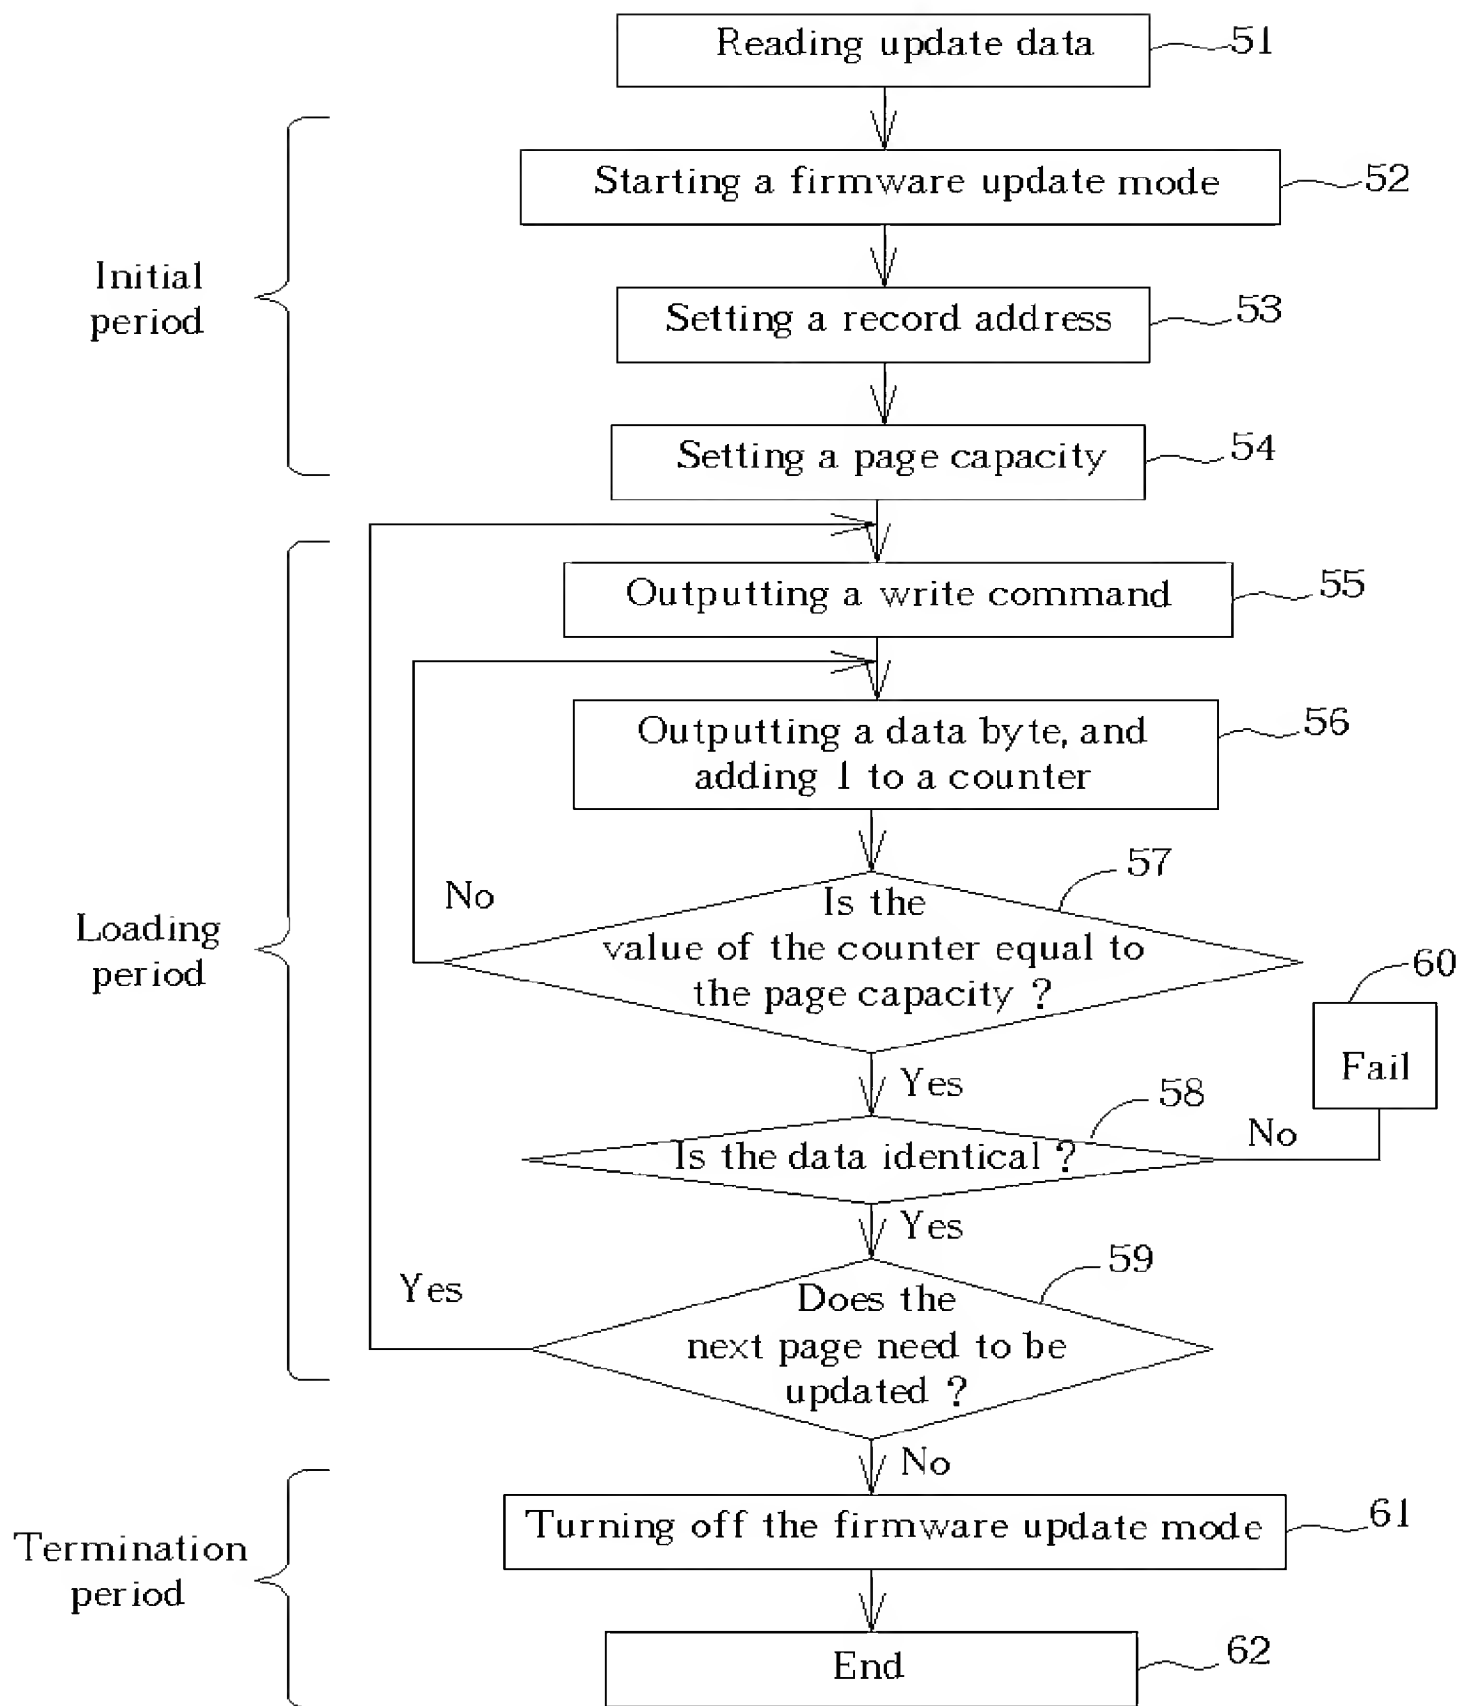 Reading update data
51
Starting a firmware update mode
52
Initial
period
Setting a record address
53
Setting a page capacity
54
Outputting a write command
55
Outputting a data byte, and
adding 1 to a counter
56
57
No
Is the
value of the counter equal to
the page capacity ?
Loading
period
60
Fail
Yes
58
Is the data identical ?
No
Yes
59
Yes
Does the
next page need to be
updated ?
No
Termination
period
Turning off the firmware update mode
61
End
62